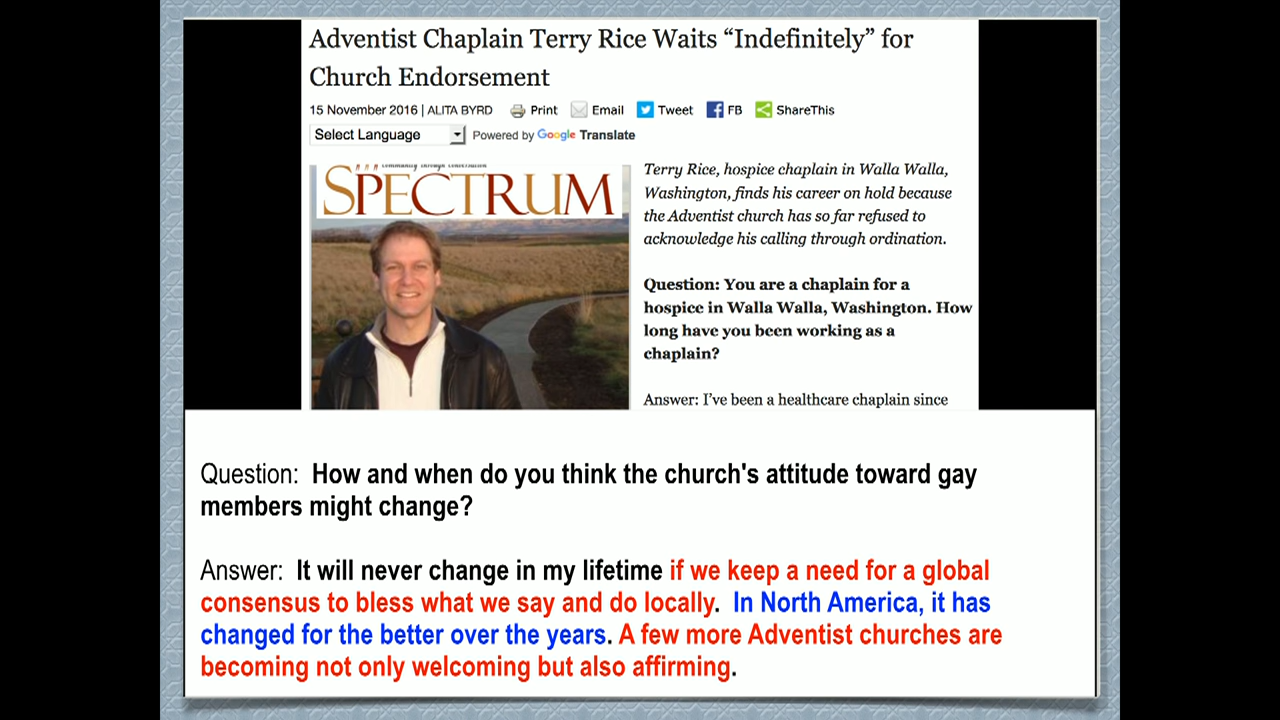 Adventist Chaplain Terry Rice Waits “Indefinitely” for
Church Endorsement
15 November 2016 | ALITA BYRD Print Email Tweet FB ShareThis
Select Language Powered by Google Translate
community through conversation
SPECTRUM
Terry Rice, hospice chaplain in Walla Walla,
Washington, finds his career on hold because
the Adventist church has so far refused to
acknowledge his calling through ordination.
Question: You are a chaplain for a
hospice in Walla Walla, Washington. How
long have you been working as a
chaplain?
Answer: I’ve been a healthcare chaplain since
Question: How and when do you think the church's attitude toward gay
members might change?
Answer: It will never change in my lifetime if we keep a need for a global
consensus to bless what we say and do locally. In North America, it has
changed for the better over the years. A few more Adventist churches are
becoming not only welcoming but also affirming.